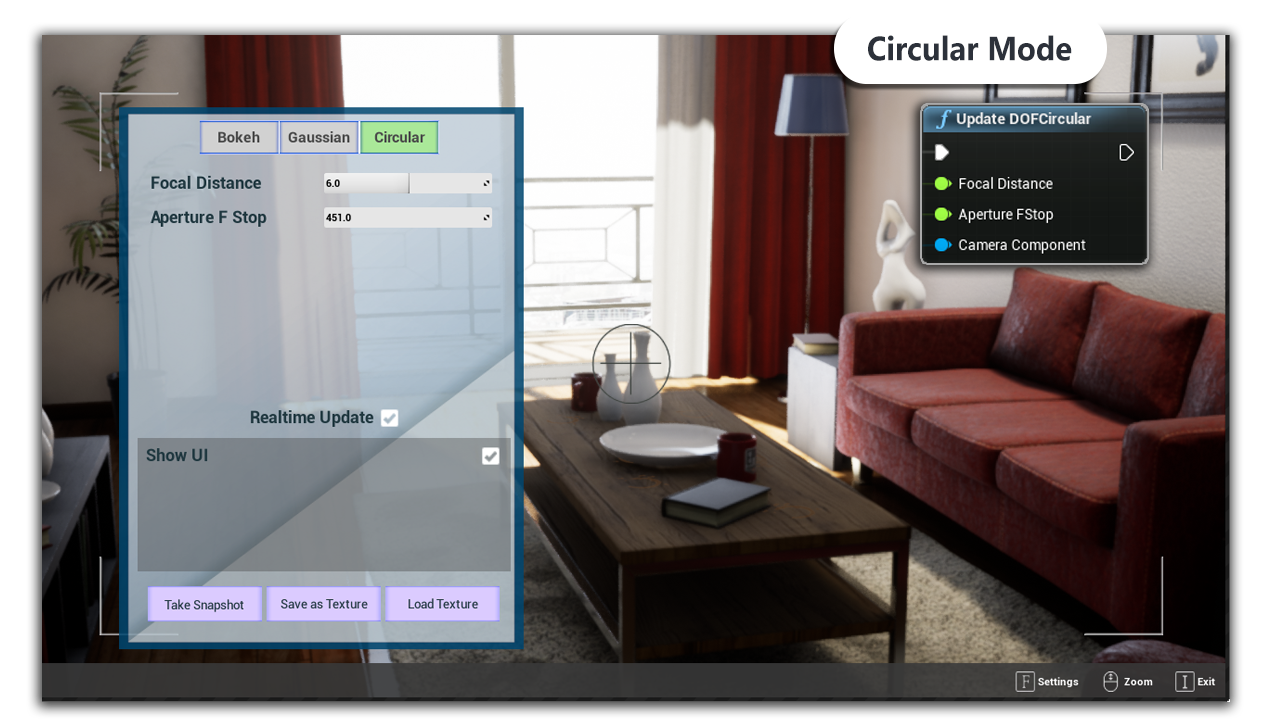 Circular Mode
Bokeh
Gaussian
Circular
Focal Distance
6.0
Aperture F Stop
451.0
Realtime Update
Show UI
Take Snapshot
Save as Texture
Load Texture
f Update DOFCircular
Focal Distance
Aperture FStop
Camera Component
F Settings
Zoom
I Exit